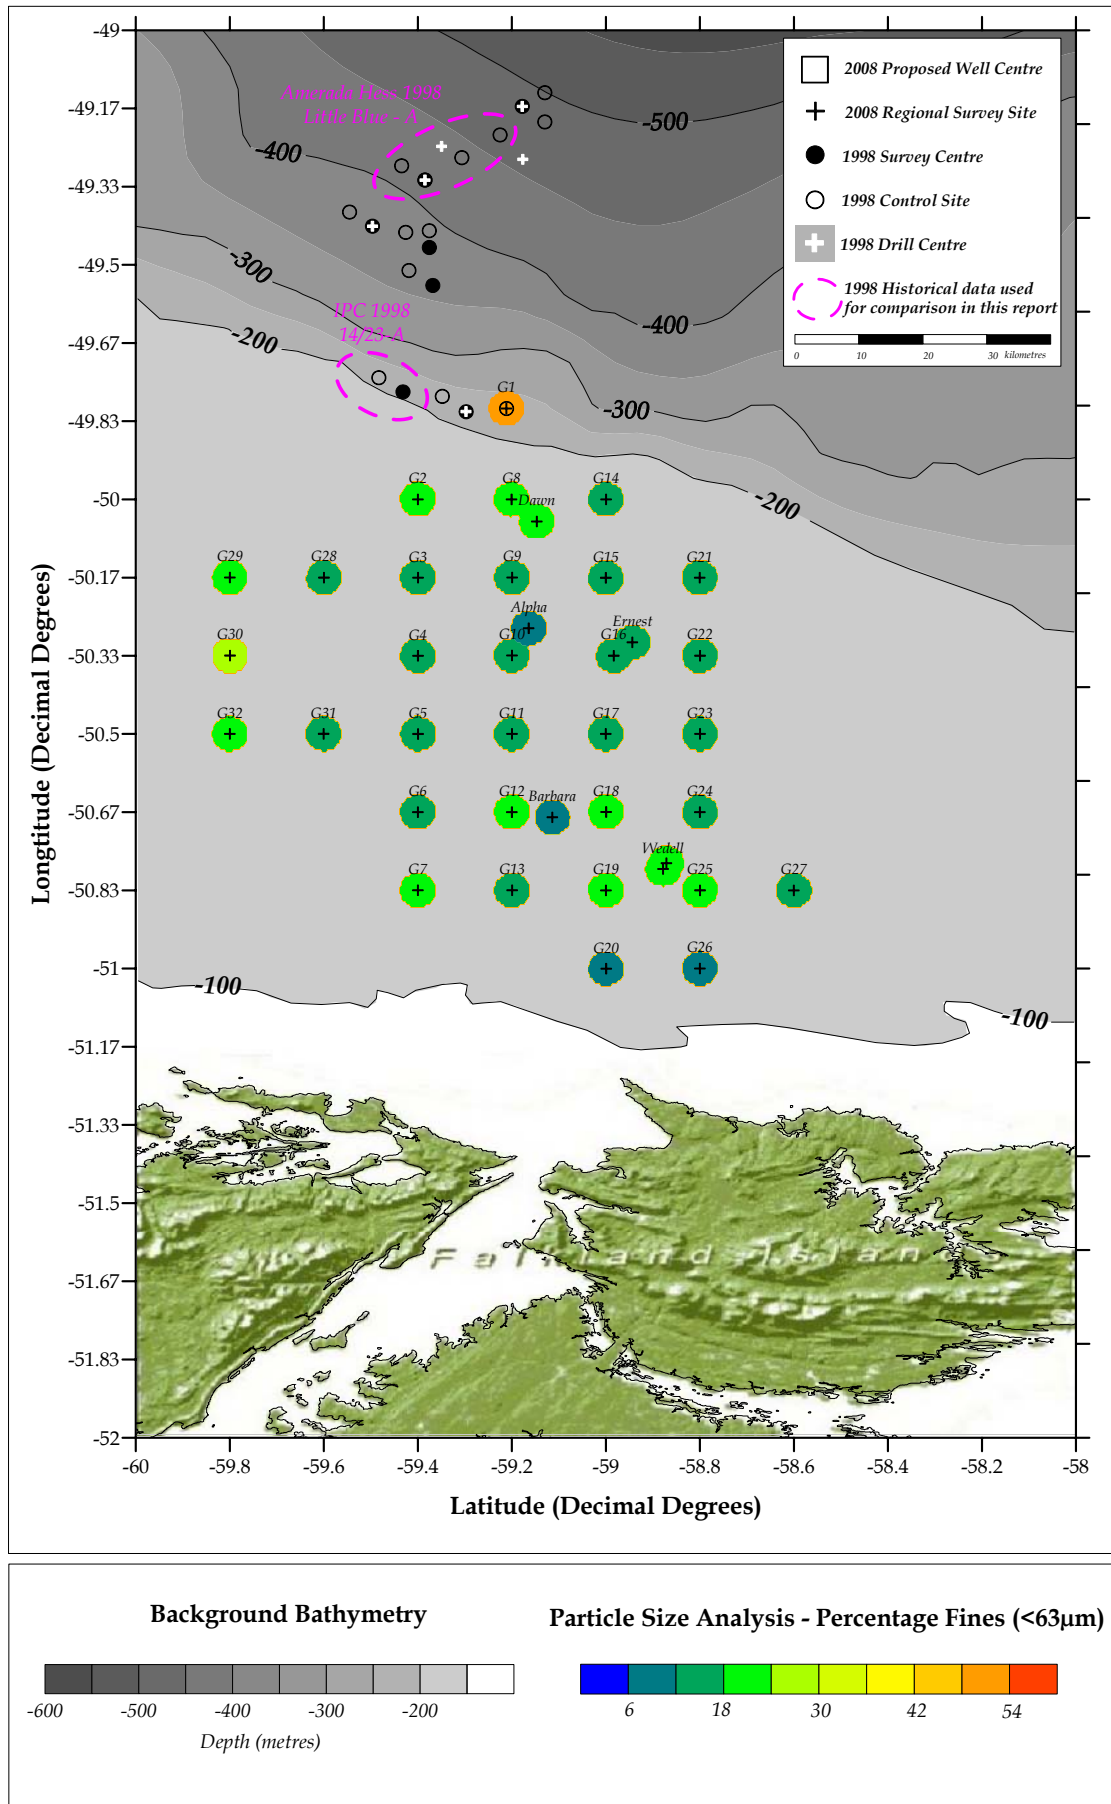 -49
-49.17
-49.33
-49.5
-49.67
-49.83
-50
-50.17
-50.33
-50.5
-50.67
-50.83
-51
-51.17
-51.33
-51.5
-51.67
-51.83
-52
Longtitude (Decimal Degrees)
2008 Proposed Well Centre
2008 Regional Survey Site
1998 Survey Centre
1998 Control Site
1998 Drill Centre
1998 Historical data used
for comparison in this report
0 10 20 30 kilometres
Amerada Hess 1998
Little Blue - A
-500
-400
-300
-400
IPC 1998
14/23-A
-200
-300
G1
-200
G2 G8 G14
Dawn
G29 G28 G3 G9 G15 G21
Alpha
Ernest
G30 G4 G10 G16 G22
G32 G31 G5 G11 G17 G23
G6 G12 Barbara G18 G24
Wedell
G7 G13 G19 G25 G27
G20 G26
-100
-100
Falkland Islands
-60 -59.8 -59.6 -59.4 -59.2 -59 -58.8 -58.6 -58.4 -58.2 -58
Latitude (Decimal Degrees)
Background Bathymetry
-600 -500 -400 -300 -200
Depth (metres)
Particle Size Analysis - Percentage Fines (<63µm)
6 18 30 42 54